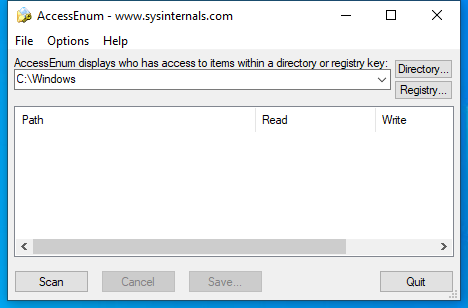 AccessEnum - www.sysinternals.com
File Options Help
AccessEnum displays who has access to items within a directory or registry key:
Directory...
C:\Windows
Registry...
Path Read Write
Scan Cancel Save... Quit